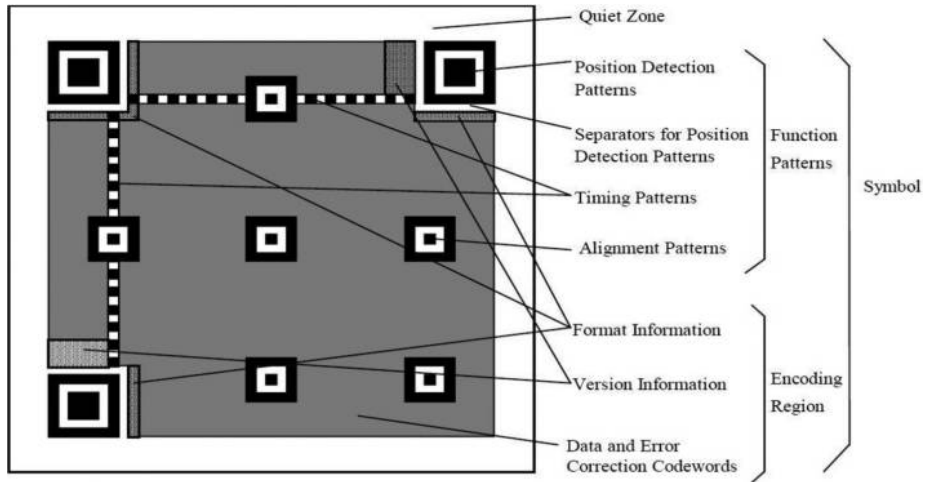 Quiet Zone
Position Detection
Patterns
Separators for Position
Detection Patterns
Function
Patterns
Symbol
Timing Patterns
Alignment Patterns
Format Information
Version Information
Encoding
Region
Data and Error
Correction Codewords